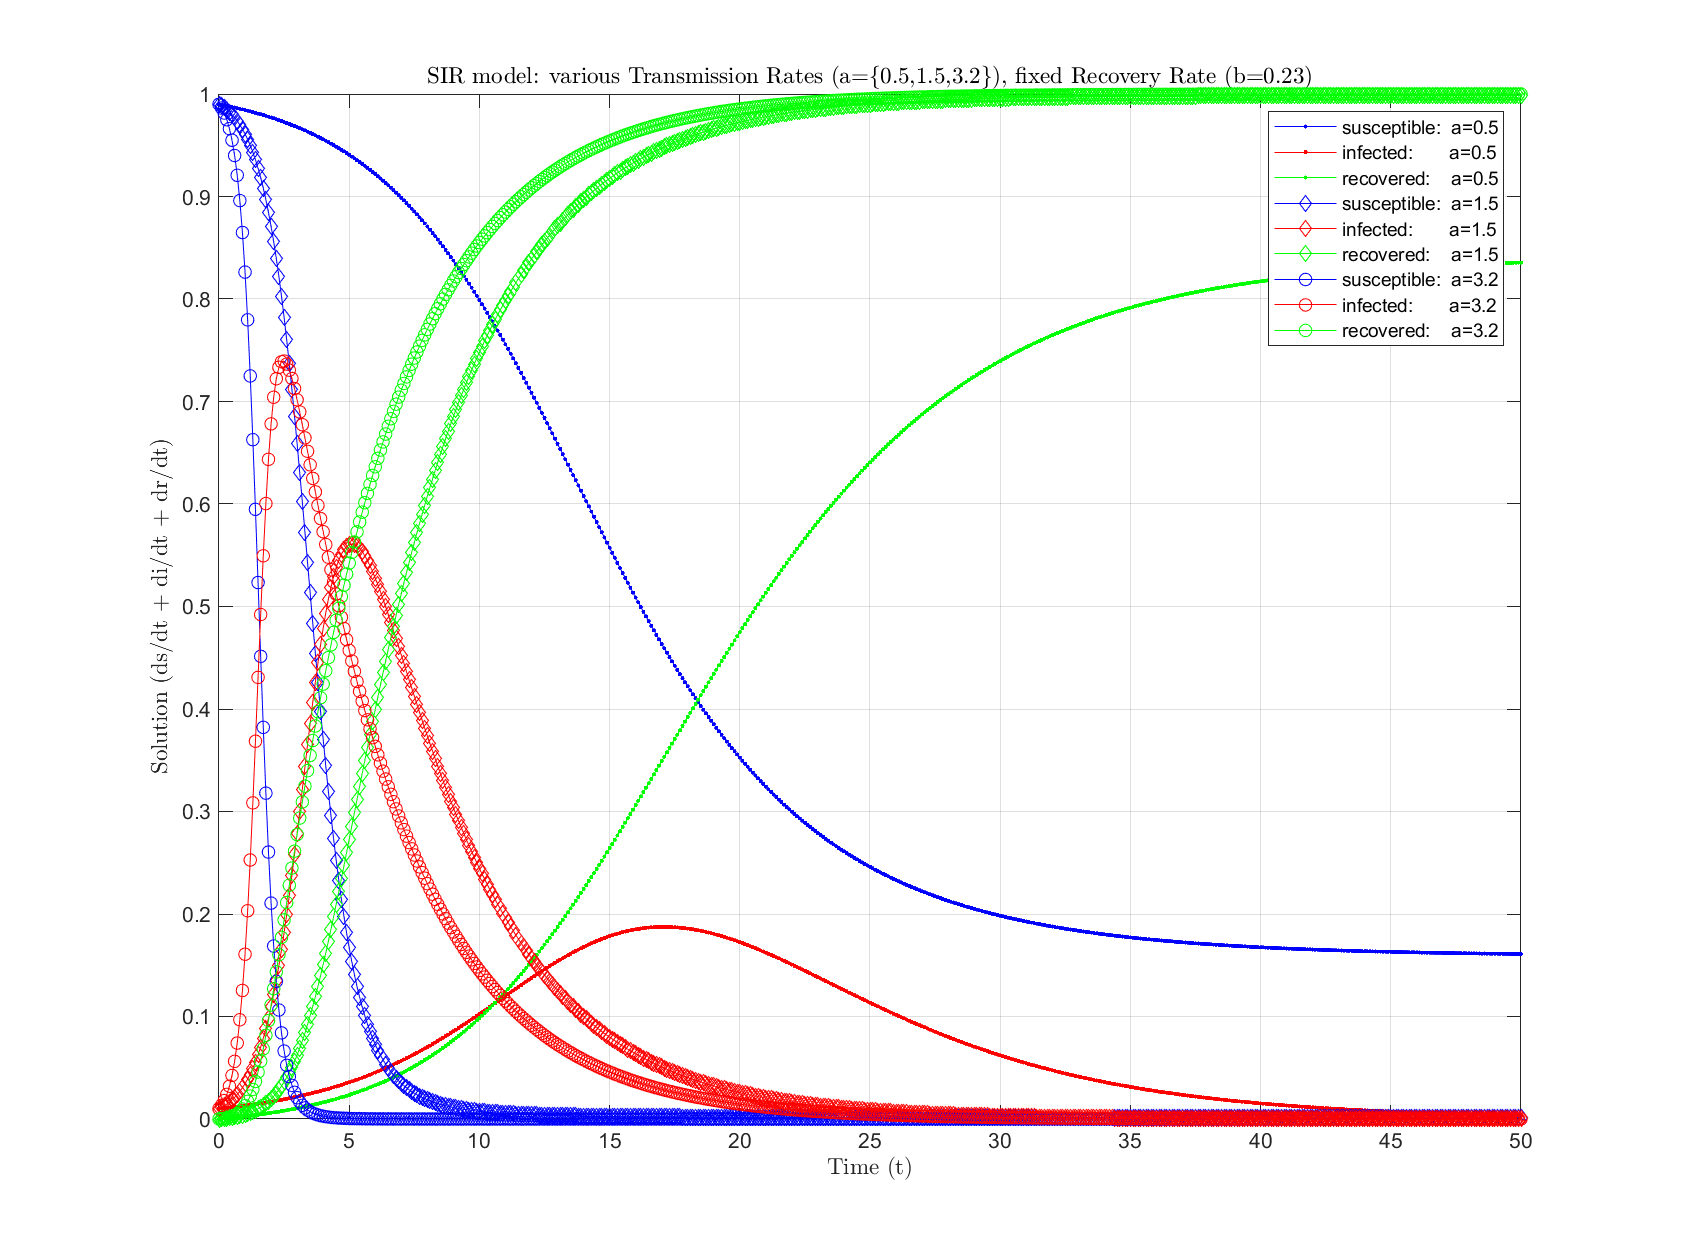 SIR model: various Transmission Rates (a={0.5,1.5,3.2}), fixed Recovery Rate (b=0.23)
Solution (ds/dt + di/dt + dr/dt)
1
0.9
0.8
0.7
0.6
0.5
0.4
0.3
0.2
0.1
0
susceptible: a=0.5
infected: a=0.5
recovered: a=0.5
susceptible: a=1.5
infected: a=1.5
recovered: a=1.5
susceptible: a=3.2
infected: a=3.2
recovered: a=3.2
0 5 10 15 20 25 30 35 40 45 50
Time (t)